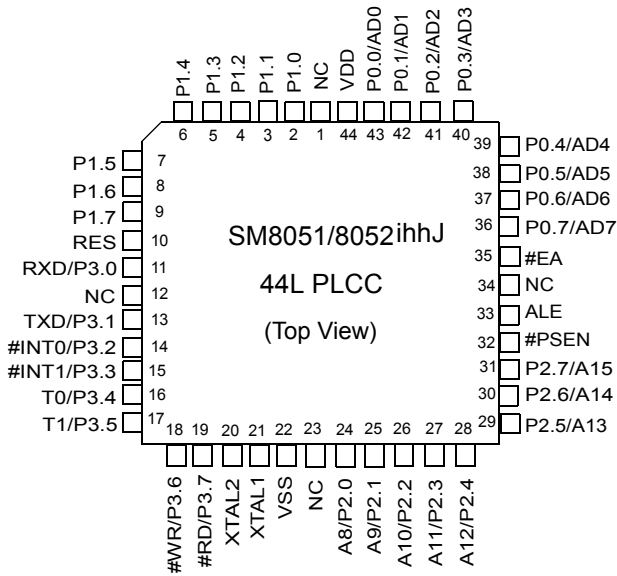 P1.4
P1.3
P1.2
P1.1
P1.0
NC
VDD
P0.0/AD0
P0.1/AD1
P0.2/AD2
P0.3/AD3
6 5 4 3 2 1 44 43 42 41 40
P1.5 7
P1.6 8
P1.7 9
RES 10
RXD/P3.0 11
NC 12
TXD/P3.1 13
#INT0/P3.2 14
#INT1/P3.3 15
T0/P3.4 16
T1/P3.5 17
SM8051/8052ihhJ
44L PLCC
(Top View)
39 P0.4/AD4
38 P0.5/AD5
37 P0.6/AD6
36 P0.7/AD7
35 #EA
34 NC
33 ALE
32 #PSEN
31 P2.7/A15
30 P2.6/A14
29 P2.5/A13
18 19 20 21 22 23 24 25 26 27 28
#WR/P3.6
#RD/P3.7
XTAL2
XTAL1
VSS
NC
A8/P2.0
A9/P2.1
A10/P2.2
A11/P2.3
A12/P2.4